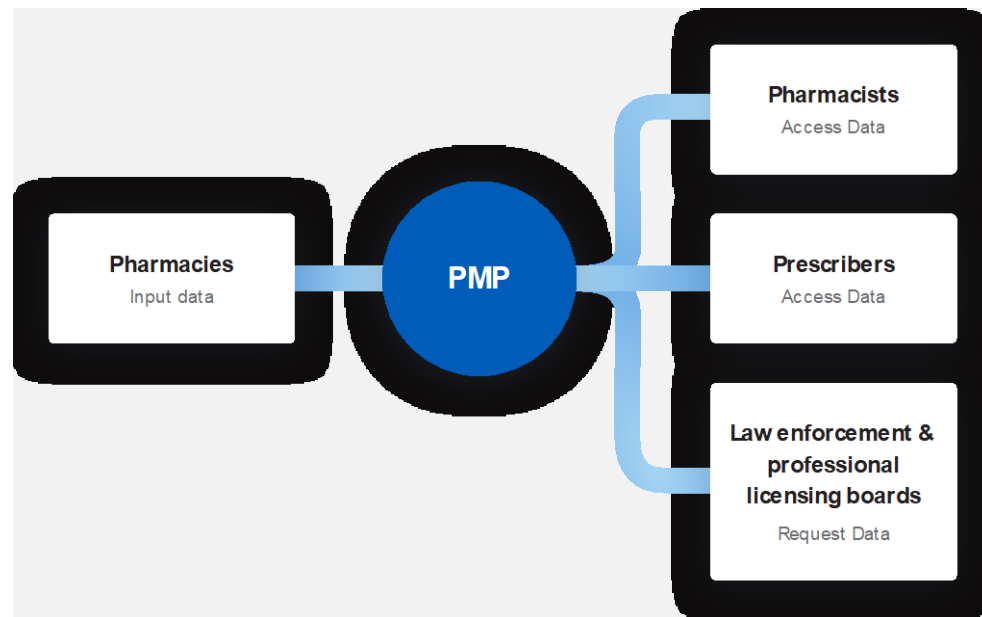 Pharmacies
Input data
PMP
Pharmacists
Access Data
Prescribers
Access Data
Law enforcement &
professional
licensing boards
Request Data